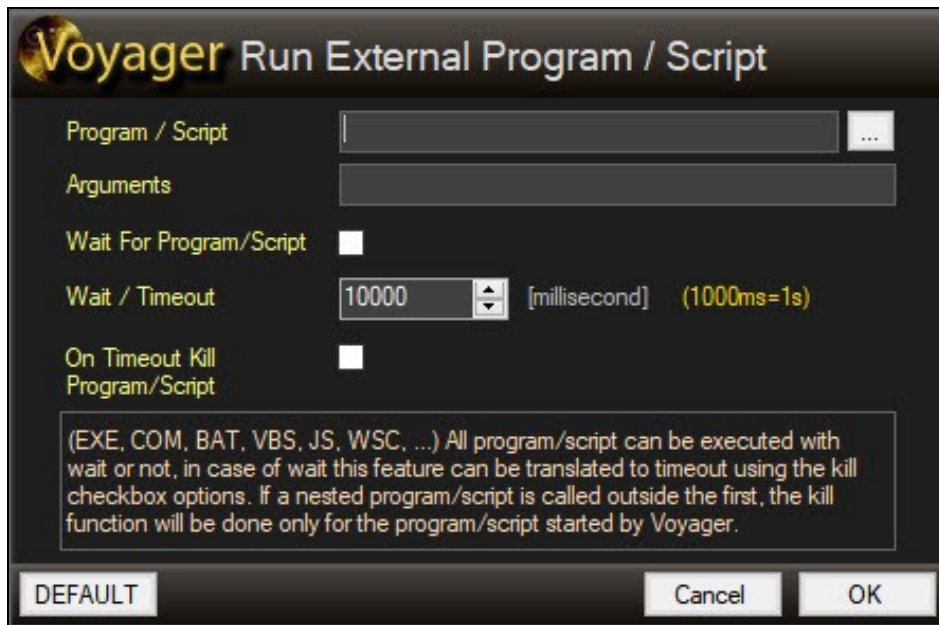 Voyager Run External Program / Script
Program / Script
...
Arguments
Wait For Program/Script
Wait / Timeout 10000 [millisecond] (1000ms=1s)
On Timeout Kill
Program/Script
(EXE, COM, BAT, VBS, JS, WSC, ...) All program/script can be executed with
wait or not, in case of wait this feature can be translated to timeout using the kill
checkbox options. If a nested program/script is called outside the first, the kill
function will be done only for the program/script started by Voyager.
DEFAULT Cancel OK